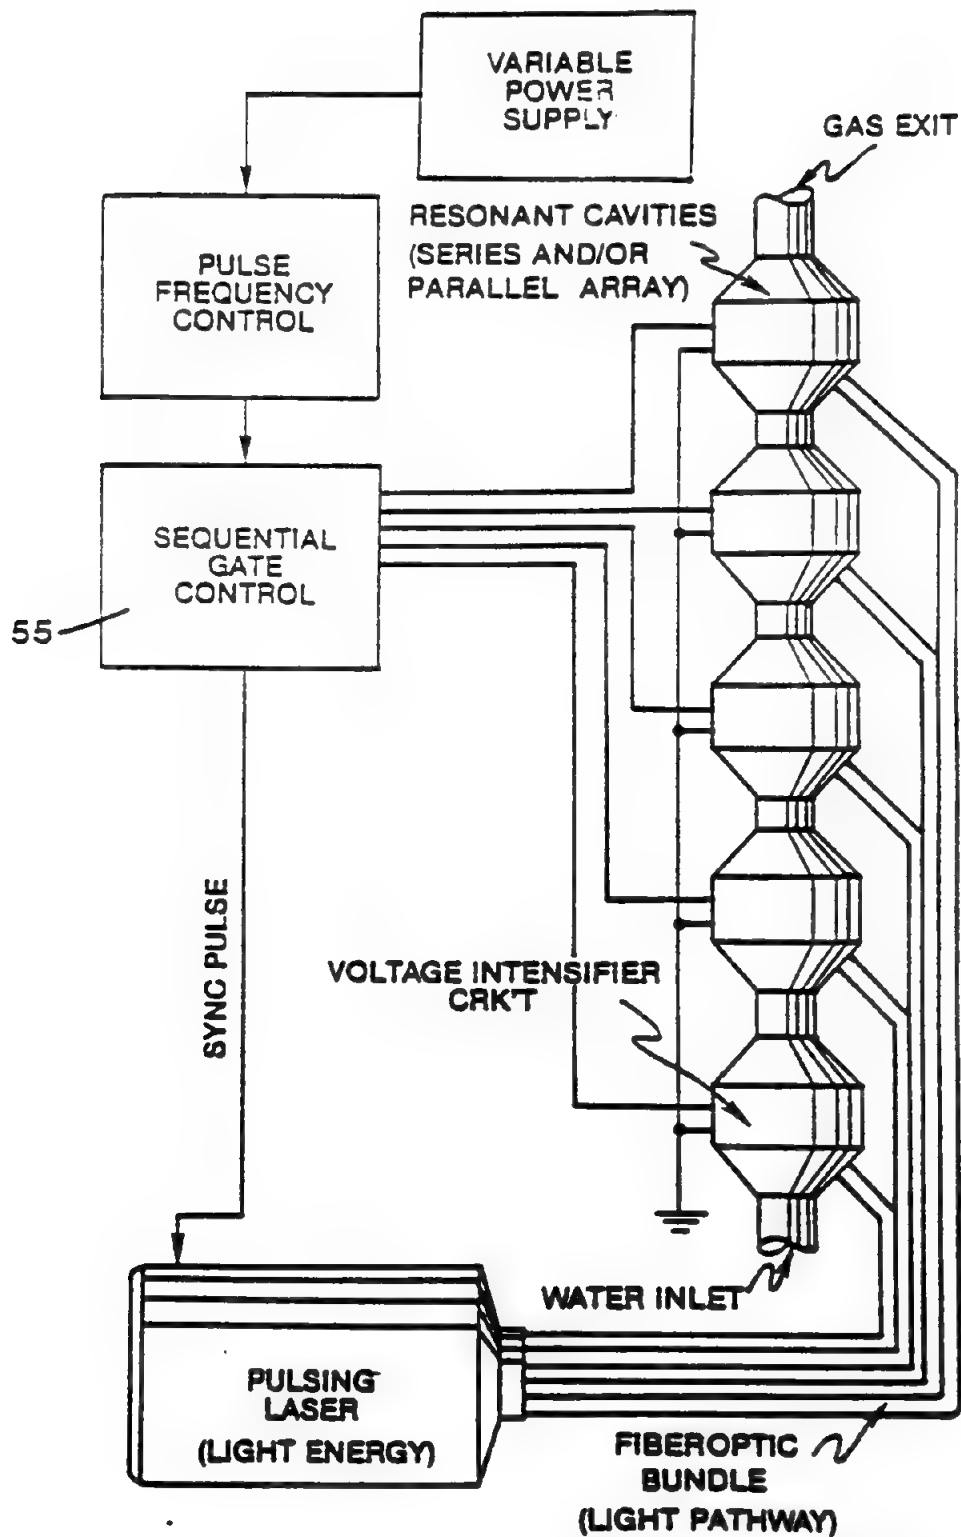 VARIABLE
POWER
SUPPLY
GAS EXIT
RESONANT CAVITIES
(SERIES AND/OR
PARALLEL ARRAY)
PULSE
FREQUENCY
CONTROL
SEQUENTIAL
GATE
CONTROL
55
SYNC PULSE
VOLTAGE INTENSIFIER
CRK'T
WATER INLET
PULSING
LASER
(LIGHT ENERGY)
FIBEROPTIC
BUNDLE
(LIGHT PATHWAY)